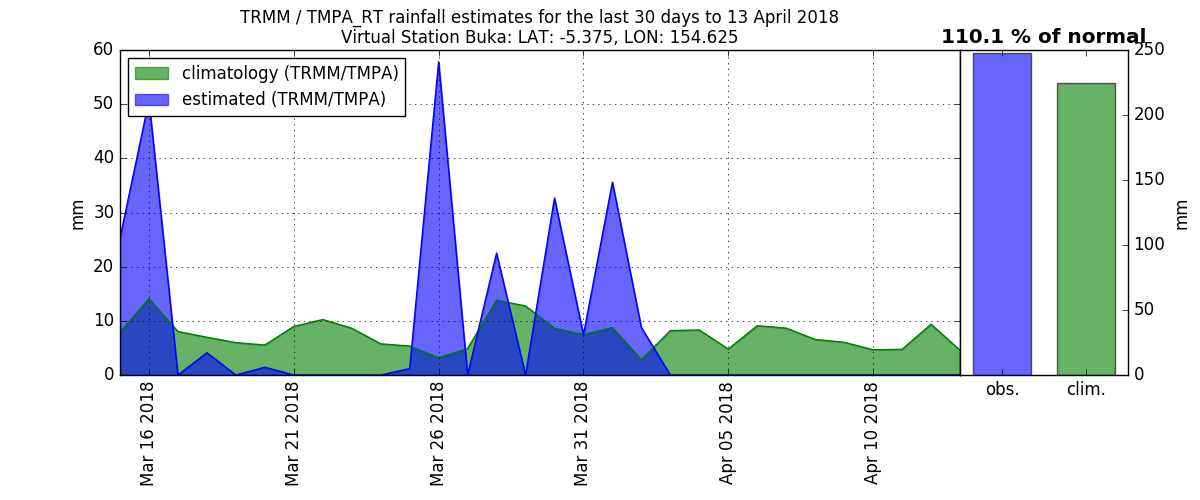 TRMM / TMPA_RT rainfall estimates for the last 30 days to 13 April 2018
Virtual Station Buka: LAT: -5.375, LON: 154.625
110.1 % of normal
climatology (TRMM/TMPA)
estimated (TRMM/TMPA)
60
50
40
30
20
10
0
mm
Mar 16 2018
Mar 21 2018
Mar 26 2018
Mar 31 2018
Apr 05 2018
Apr 10 2018
250
200
150
100
50
0
mm
obs.
clim.